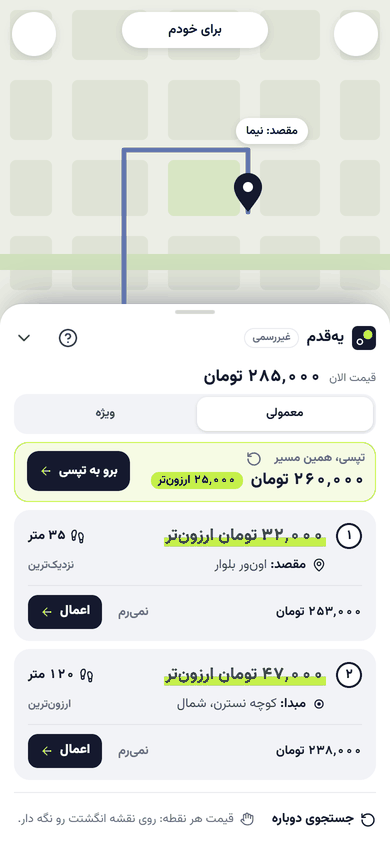 برای خودم
مقصد: نیما
یه‌قدم غیررسمی
قیمت الان ۲۸۵,۰۰۰ تومان
معمولی
ویژه
تپسی، همین مسیر
۲۶۰,۰۰۰ تومان ۲۵,۰۰۰ ارزون‌تر
برو به تپسی
۱ ۳۲,۰۰۰ تومان ارزون‌تر ۳۵ متر
مقصد: اون‌ور بلوار نزدیک‌ترین
۲۵۳,۰۰۰ تومان نمی‌رم اعمال
۲ ۴۷,۰۰۰ تومان ارزون‌تر ۱۲۰ متر
مبدا: کوچه نسترن، شمال ارزون‌ترین
۲۳۸,۰۰۰ تومان نمی‌رم اعمال
جستجوی دوباره قیمت هر نقطه: روی نقشه انگشتت رو نگه دار.